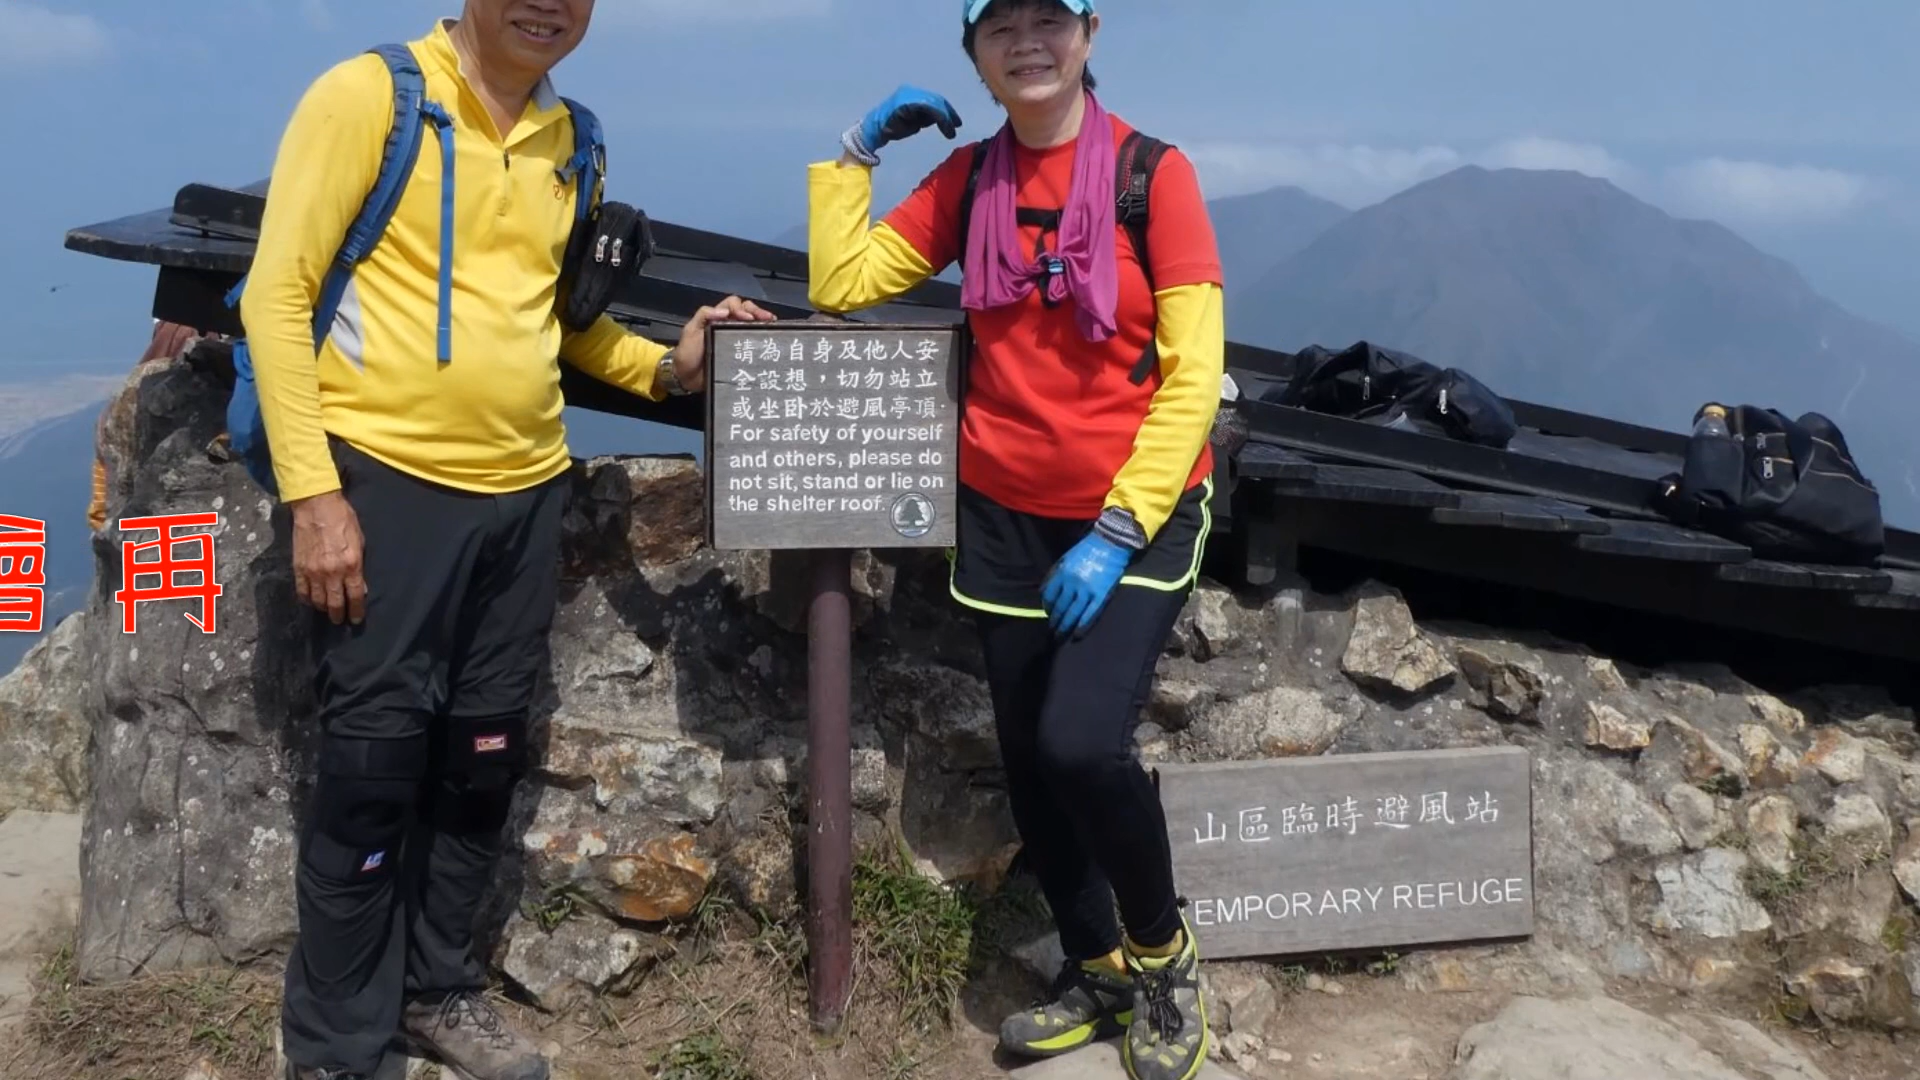 請為自身及他人安
全設想，切勿站立
或坐卧於避風亭頂·
For safety of yourself
and others, please do
not sit, stand or lie on
the shelter roof.
會再
山區臨時避風站
TEMPORARY REFUGE